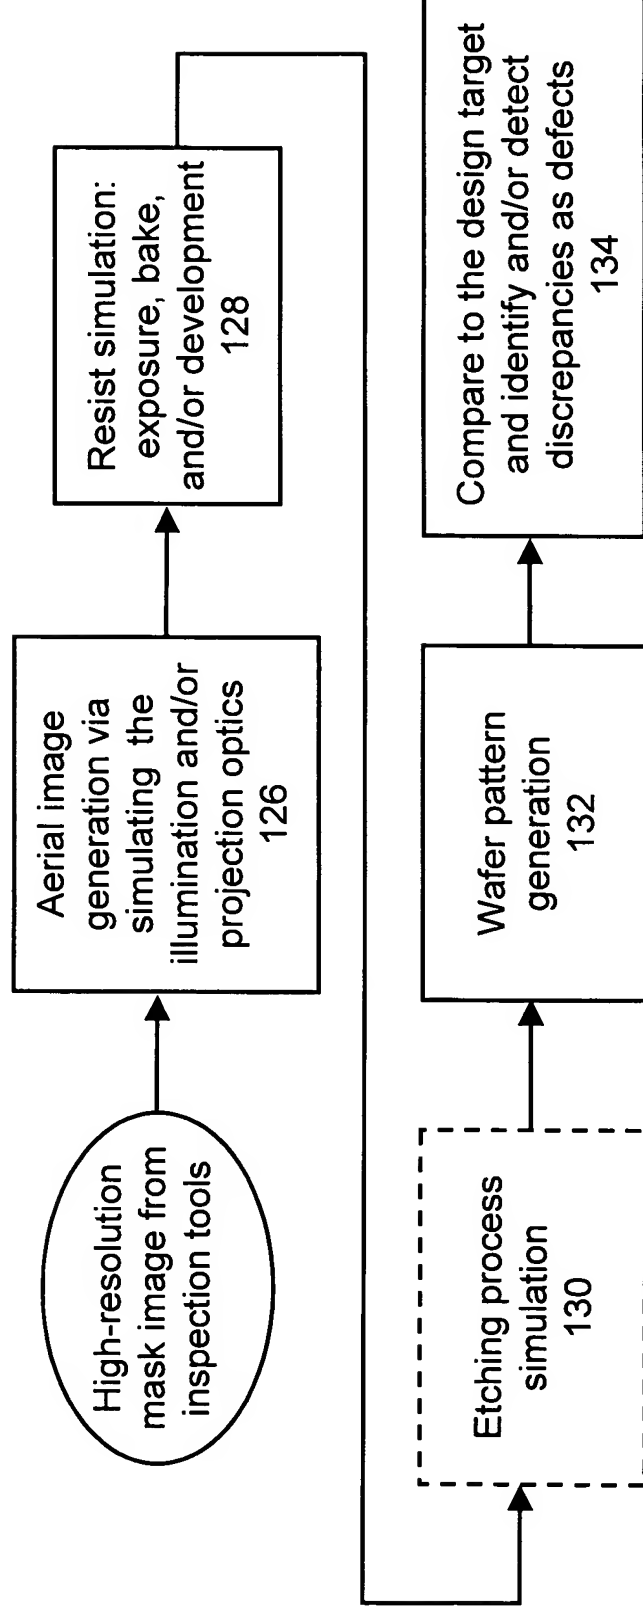 High-resolution
mask image from
inspection tools
Aerial image
generation via
simulating the
illumination and/or
projection optics
126
Resist simulation:
exposure, bake,
and/or development
128
Etching process
simulation
130
Wafer pattern
generation
132
Compare to the design target
and identify and/or detect
discrepancies as defects
134